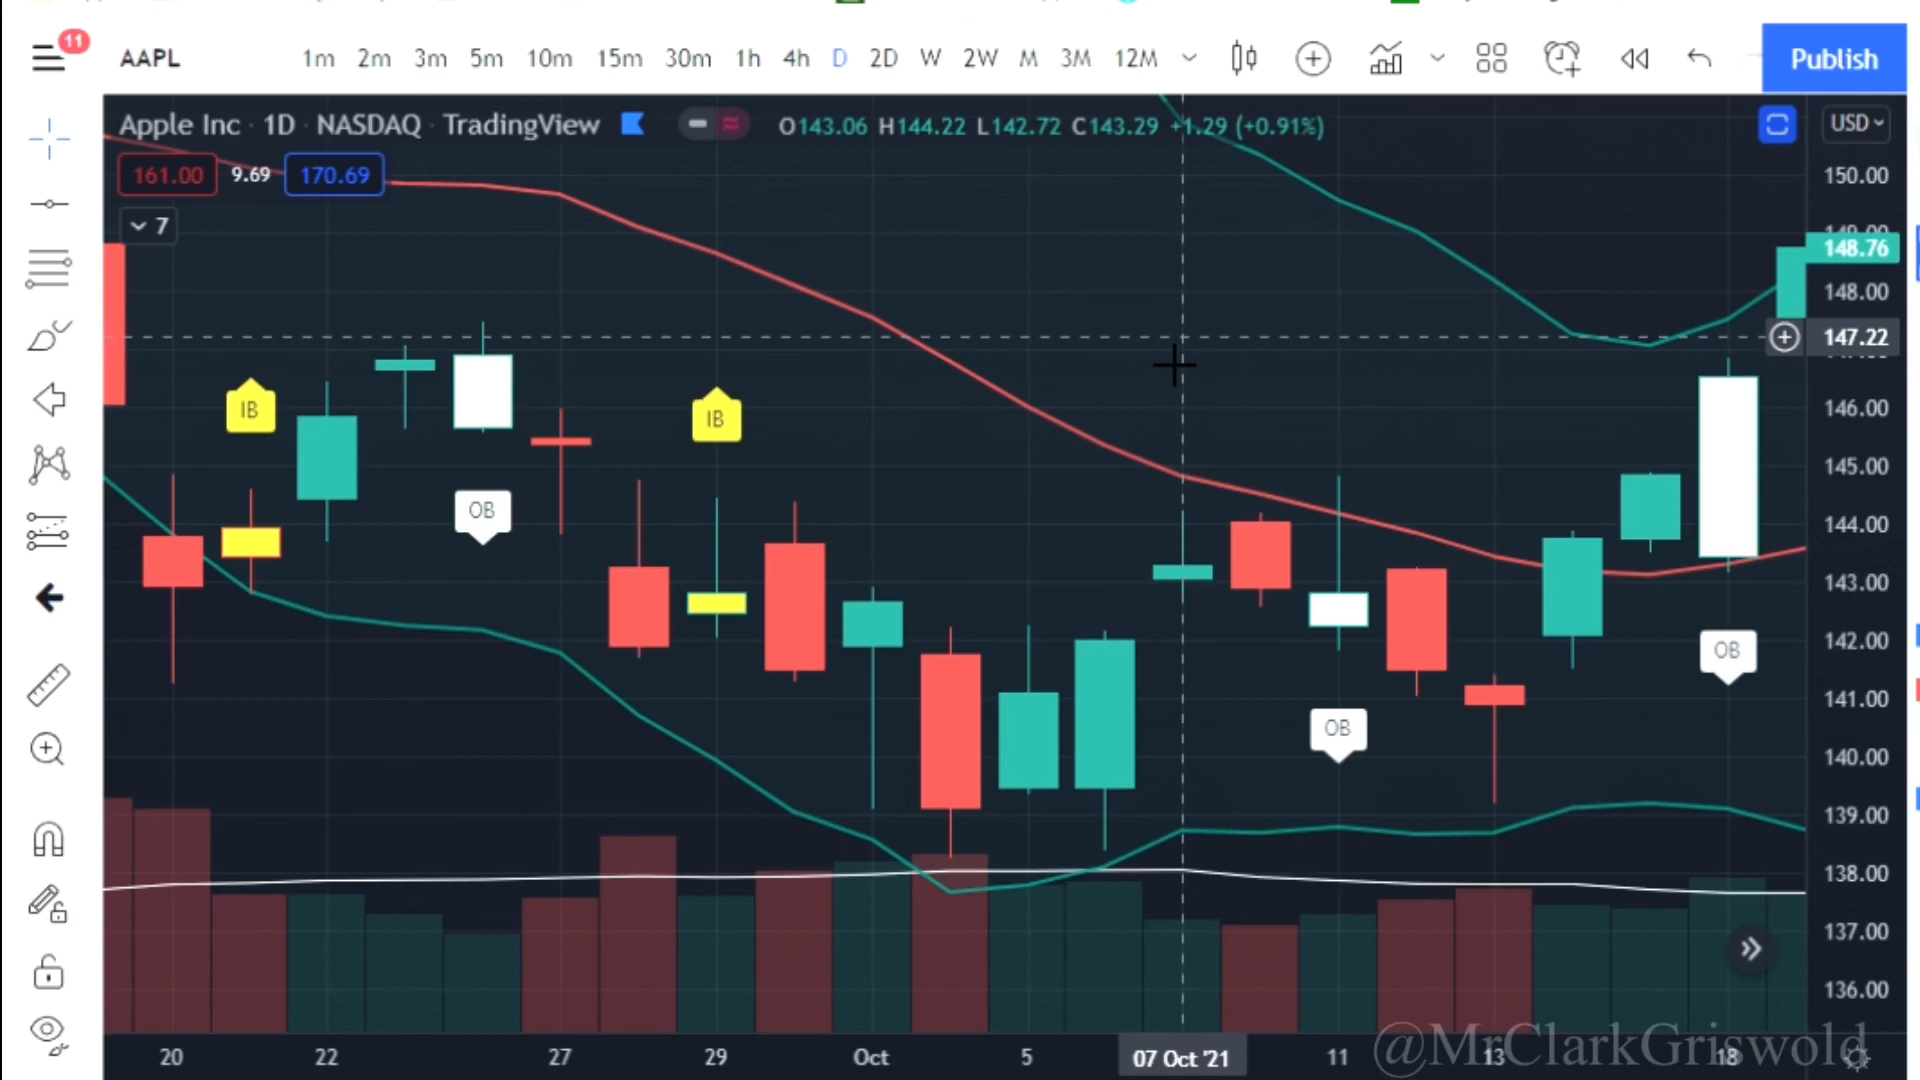 11
AAPL 1m 2m 3m 5m 10m 15m 30m 1h 4h D 2D W 2W M 3M 12M Publish
Apple Inc · 1D · NASDAQ · TradingView O143.06 H144.22 L142.72 C143.29 +1.29 (+0.91%) USD
161.00 9.69 170.69 150.00
7
148.76
148.00
147.22
IB IB 146.00
145.00
OB
144.00
143.00
142.00
OB
141.00
OB
140.00
139.00
138.00
137.00
136.00
20 22 27 29 Oct 5 07 Oct '21 11 13 18
@MrClarkGriswold